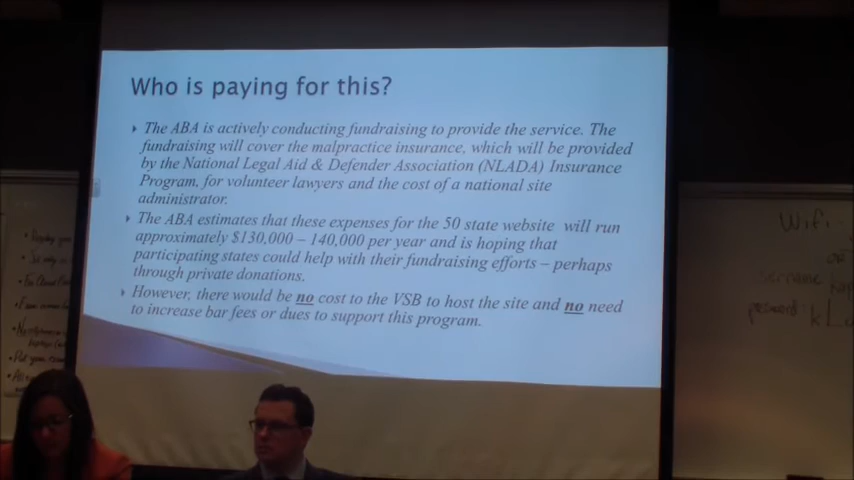 Who is paying for this?
The ABA is actively conducting fundraising to provide the service. The
fundraising will cover the malpractice insurance, which will be provided
by the National Legal Aid & Defender Association (NLADA) Insurance
Program, for volunteer lawyers and the cost of a national site
administrator.
The ABA estimates that these expenses for the 50 state website will run
approximately $130,000 – 140,000 per year and is hoping that
participating states could help with their fundraising efforts – perhaps
through private donations.
However, there would be no cost to the VSB to host the site and no need
to increase bar fees or dues to support this program.
Wifi